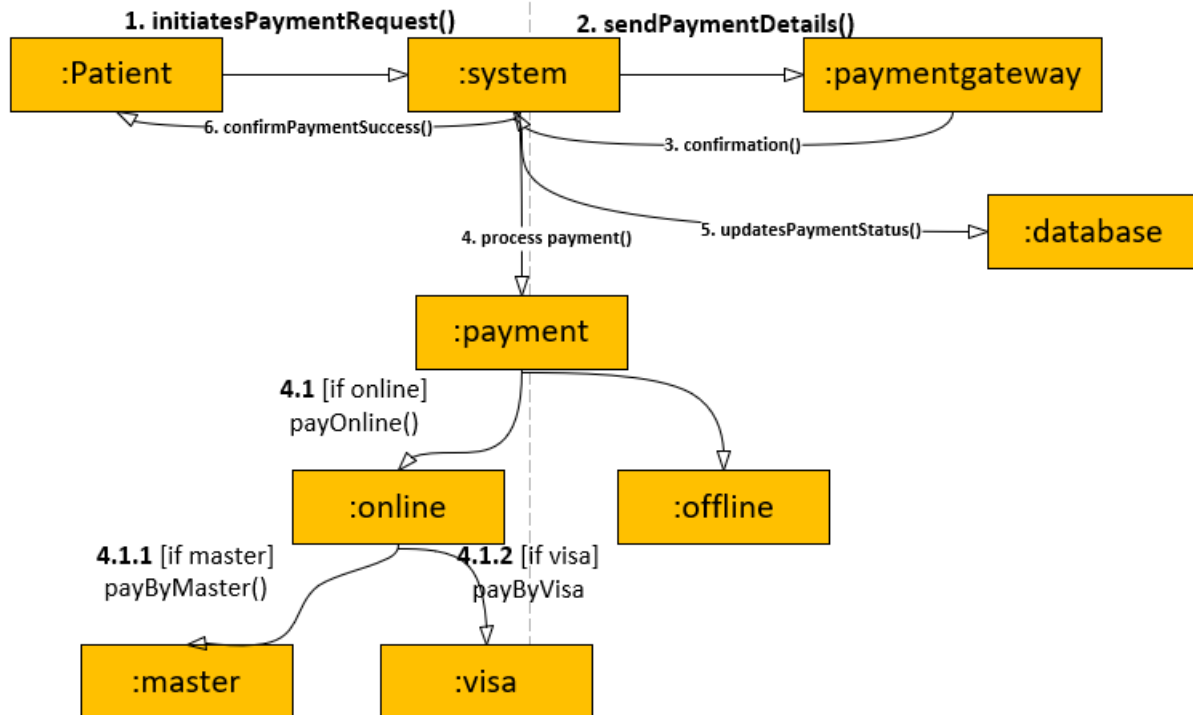 1. initiatesPaymentRequest()
2. sendPaymentDetails()
:Patient
:system
:paymentgateway
6. confirmPaymentSuccess()
3. confirmation()
4. process payment()
5. updatesPaymentStatus()
:database
:payment
4.1 [if online]
payOnline()
:online
:offline
4.1.1 [if master]
payByMaster()
4.1.2 [if visa]
payByVisa
:master
:visa